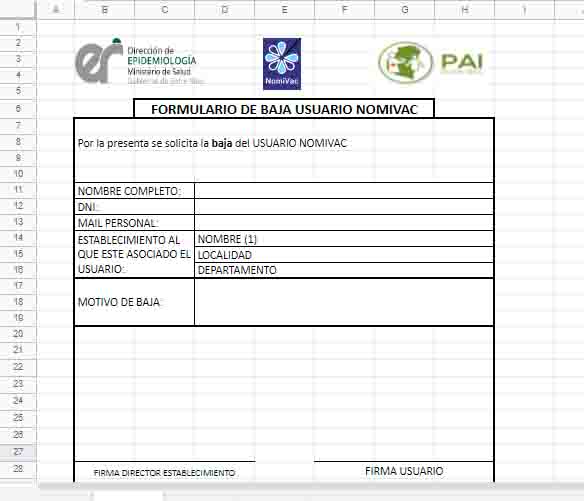 A B C D E F G H I
1
2
3
4
5
6
7
8
9
10
11
12
13
14
15
16
17
18
19
20
21
22
23
24
25
26
27
28
er
Dirección de
EPIDEMIOLOGÍA
Ministerio de Salud
Gobierno de Entre Ríos
NomiVac
PAI
FORMULARIO DE BAJA USUARIO NOMIVAC
Por la presente se solicita la baja del USUARIO NOMIVAC
NOMBRE COMPLETO:
DNI:
MAIL PERSONAL:
ESTABLECIMIENTO AL
QUE ESTE ASOCIADO EL
USUARIO:
NOMBRE (1)
LOCALIDAD
DEPARTAMENTO
MOTIVO DE BAJA:
FIRMA DIRECTOR ESTABLECIMIENTO
FIRMA USUARIO